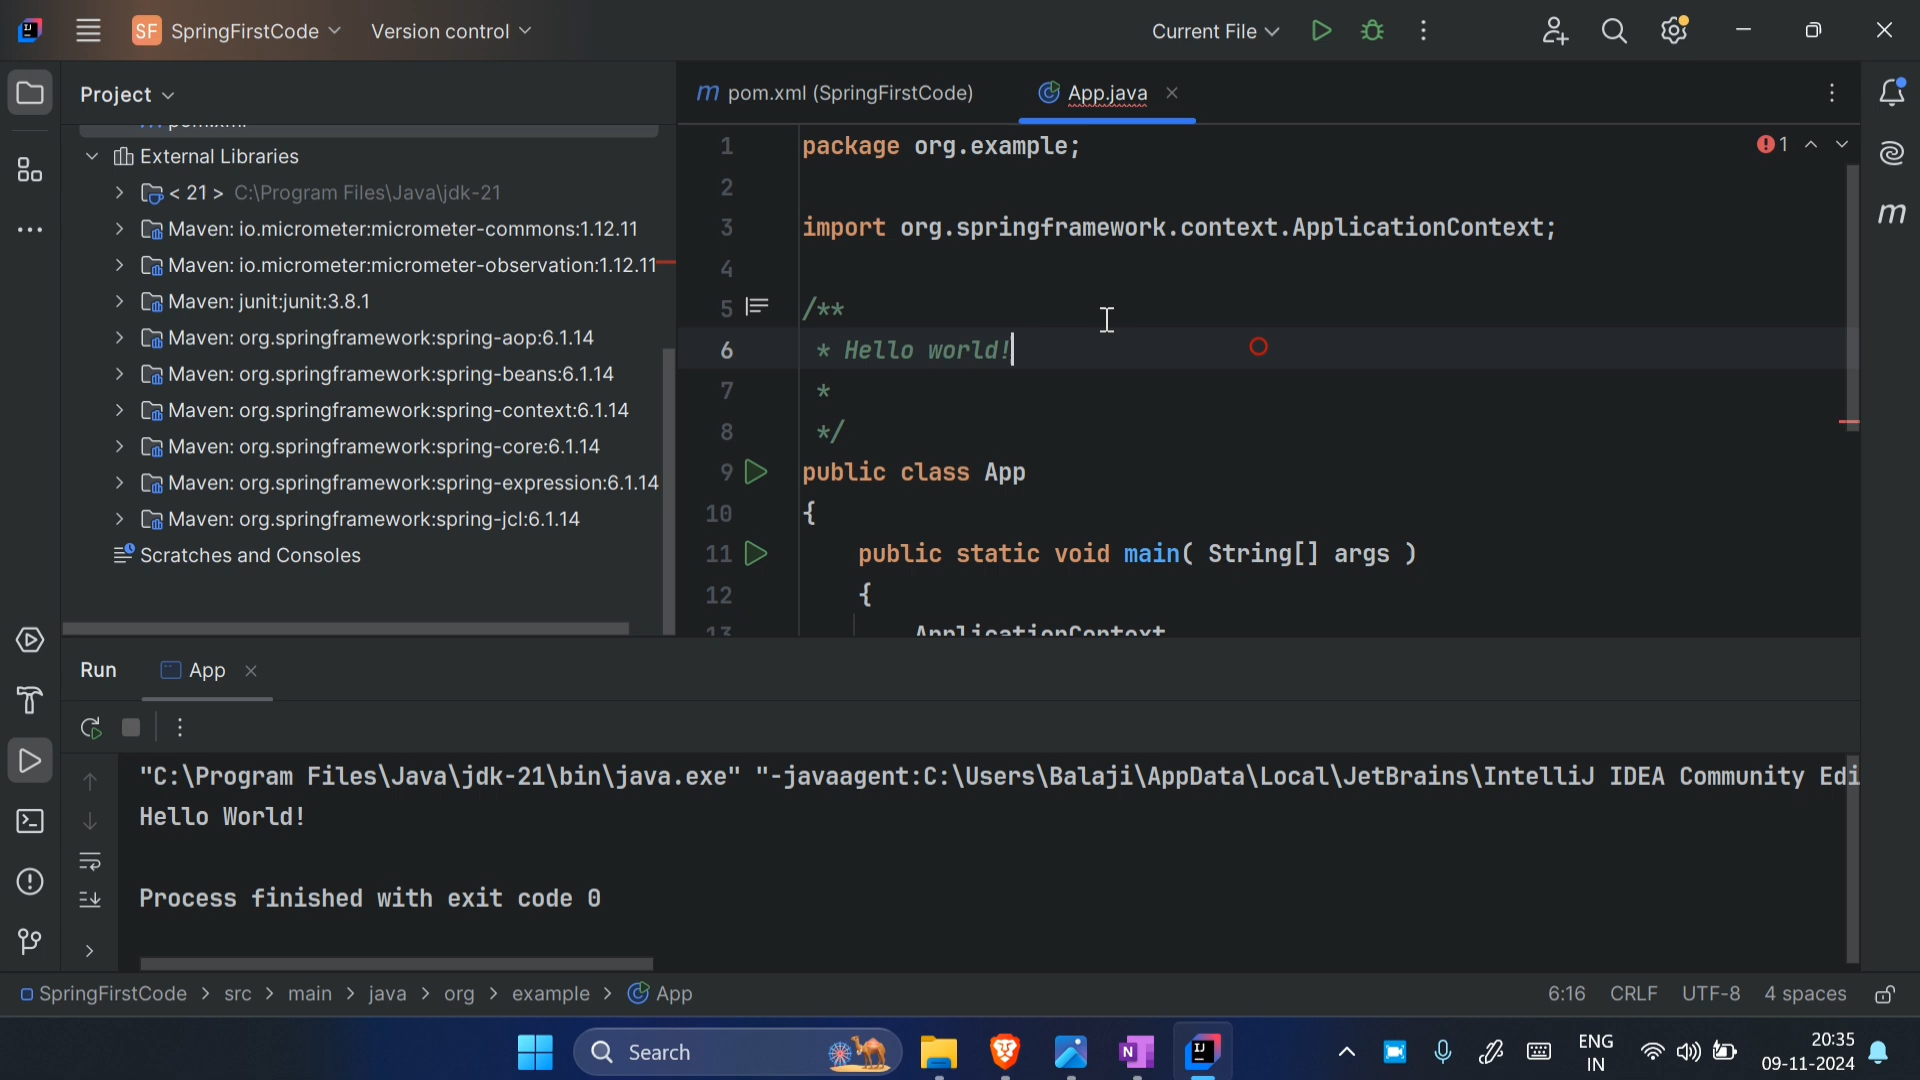 SF SpringFirstCode
Version control
Current File
Project
pom.xml (SpringFirstCode)
App.java
pom.xml
External Libraries
< 21 > C:\Program Files\Java\jdk-21
Maven: io.micrometer:micrometer-commons:1.12.11
Maven: io.micrometer:micrometer-observation:1.12.11
Maven: junit:junit:3.8.1
Maven: org.springframework:spring-aop:6.1.14
Maven: org.springframework:spring-beans:6.1.14
Maven: org.springframework:spring-context:6.1.14
Maven: org.springframework:spring-core:6.1.14
Maven: org.springframework:spring-expression:6.1.14
Maven: org.springframework:spring-jcl:6.1.14
Scratches and Consoles
1 package org.example;
1
2
3 import org.springframework.context.ApplicationContext;
4
5 /**
6 * Hello world!
7 *
8 */
9 public class App
10 {
11 public static void main( String[] args )
12 {
13 ApplicationContext
Run
App
"C:\Program Files\Java\jdk-21\bin\java.exe" "-javaagent:C:\Users\Balaji\AppData\Local\JetBrains\IntelliJ IDEA Community Edi
Hello World!
Process finished with exit code 0
SpringFirstCode > src > main > java > org > example > App
6:16 CRLF UTF-8 4 spaces
Search
ENG
IN
20:35
09-11-2024